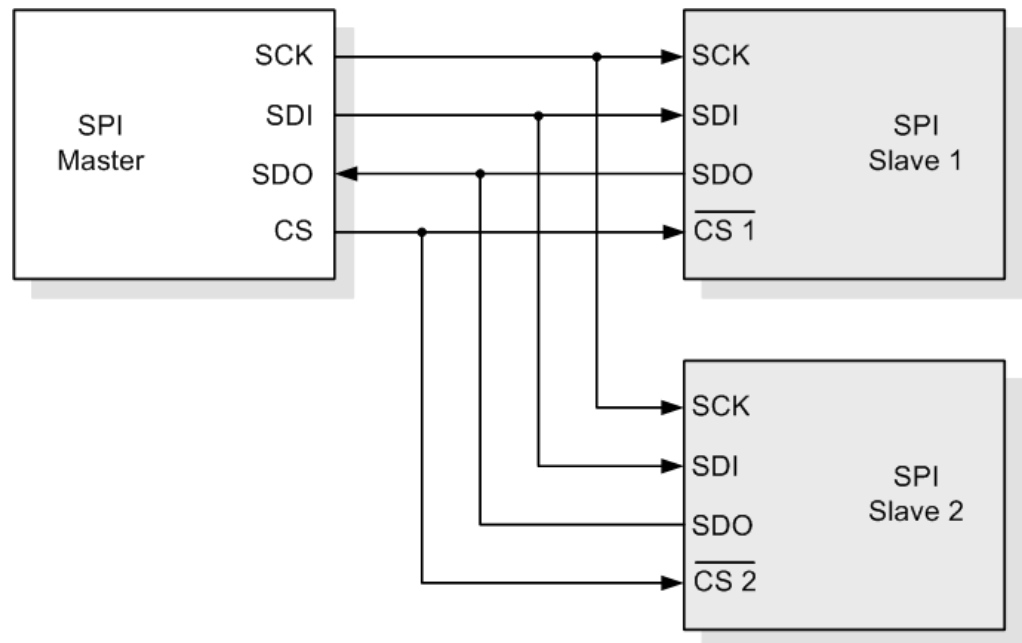 SPI
Master
SCK
SDI
SDO
CS
SCK
SDI
SDO
CS 1
SPI
Slave 1
SCK
SDI
SDO
CS 2
SPI
Slave 2